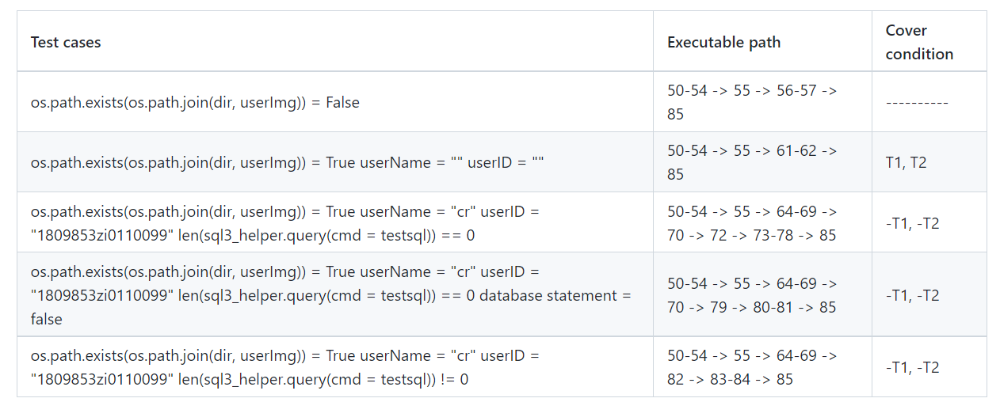 Test cases
Executable path
Cover
condition
os.path.exists(os.path.join(dir, userImg)) = False
50-54 -> 55 -> 56-57 ->
85
----------
os.path.exists(os.path.join(dir, userImg)) = True userName = "" userID = ""
50-54 -> 55 -> 61-62 ->
85
T1, T2
os.path.exists(os.path.join(dir, userImg)) = True userName = "cr" userID =
"1809853zi0110099" len(sql3_helper.query(cmd = testsql)) == 0
50-54 -> 55 -> 64-69 ->
70 -> 72 -> 73-78 -> 85
-T1, -T2
os.path.exists(os.path.join(dir, userImg)) = True userName = "cr" userID =
"1809853zi0110099" len(sql3_helper.query(cmd = testsql)) == 0 database statement =
false
50-54 -> 55 -> 64-69 ->
70 -> 79 -> 80-81 -> 85
-T1, -T2
os.path.exists(os.path.join(dir, userImg)) = True userName = "cr" userID =
"1809853zi0110099" len(sql3_helper.query(cmd = testsql)) != 0
50-54 -> 55 -> 64-69 ->
82 -> 83-84 -> 85
-T1, -T2